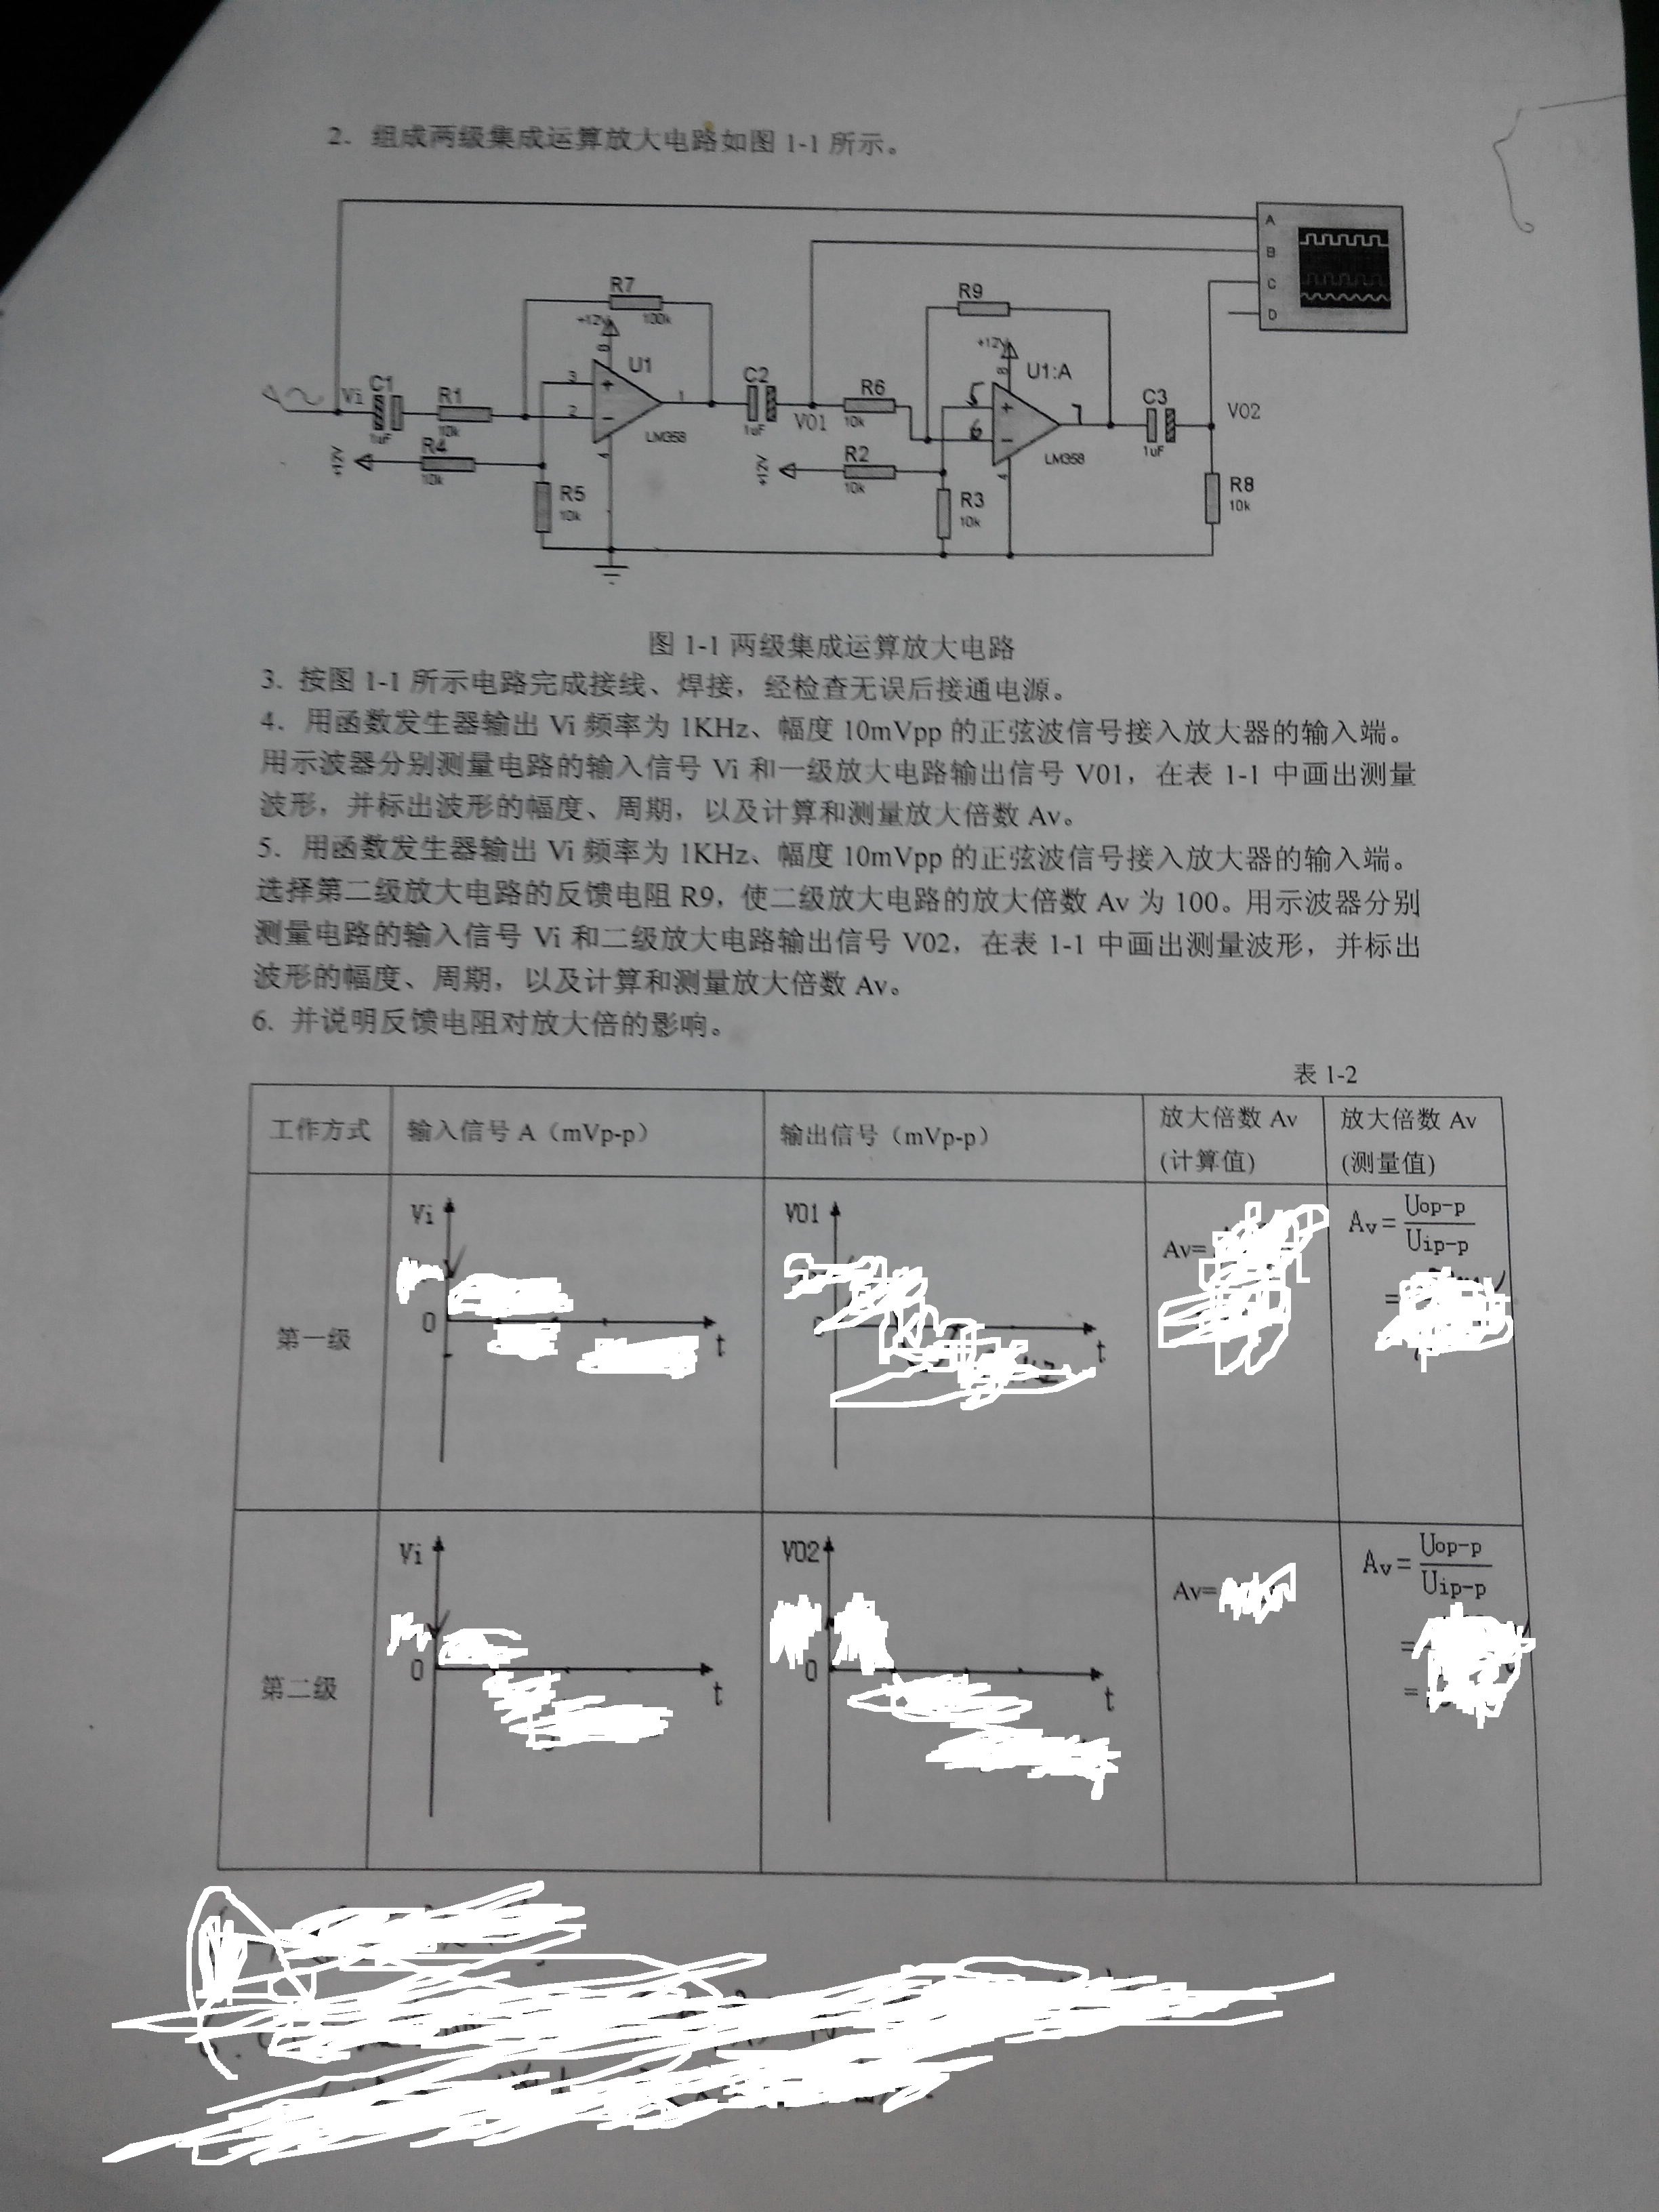 2. 组成两级集成运算放大电路如图 1-1 所示。
A
B
C
D
R7
100k
+12V
8
U1
3
2
1
4
LM358
Vi
C1
1uF
R1
10k
R4
10k
+12V
R5
10k
C2
1uF
V01
R6
10k
R2
10k
+12V
R3
10k
R9
+12V
8
U1:A
5
6
7
4
LM358
C3
1uF
V02
R8
10k
图 1-1 两级集成运算放大电路
3. 按图 1-1 所示电路完成接线、焊接，经检查无误后接通电源。
4. 用函数发生器输出 Vi 频率为 1KHz、幅度 10mVpp 的正弦波信号接入放大器的输入端。
用示波器分别测量电路的输入信号 Vi 和一级放大电路输出信号 V01，在表 1-1 中画出测量
波形，并标出波形的幅度、周期，以及计算和测量放大倍数 Av。
5. 用函数发生器输出 Vi 频率为 1KHz、幅度 10mVpp 的正弦波信号接入放大器的输入端。
选择第二级放大电路的反馈电阻 R9，使二级放大电路的放大倍数 Av 为 100。用示波器分别
测量电路的输入信号 Vi 和二级放大电路输出信号 V02，在表 1-1 中画出测量波形，并标出
波形的幅度、周期，以及计算和测量放大倍数 Av。
6. 并说明反馈电阻对放大倍的影响。
表 1-2
工作方式 输入信号 A（mVp-p） 输出信号（mVp-p） 放大倍数 Av (计算值) 放大倍数 Av (测量值)
第一级
Vi
0
t
V01
0
t
Av=
Av=Uop-p/Uip-p
=
第二级
Vi
0
t
V02
0
t
Av=
Av=Uop-p/Uip-p
=
=